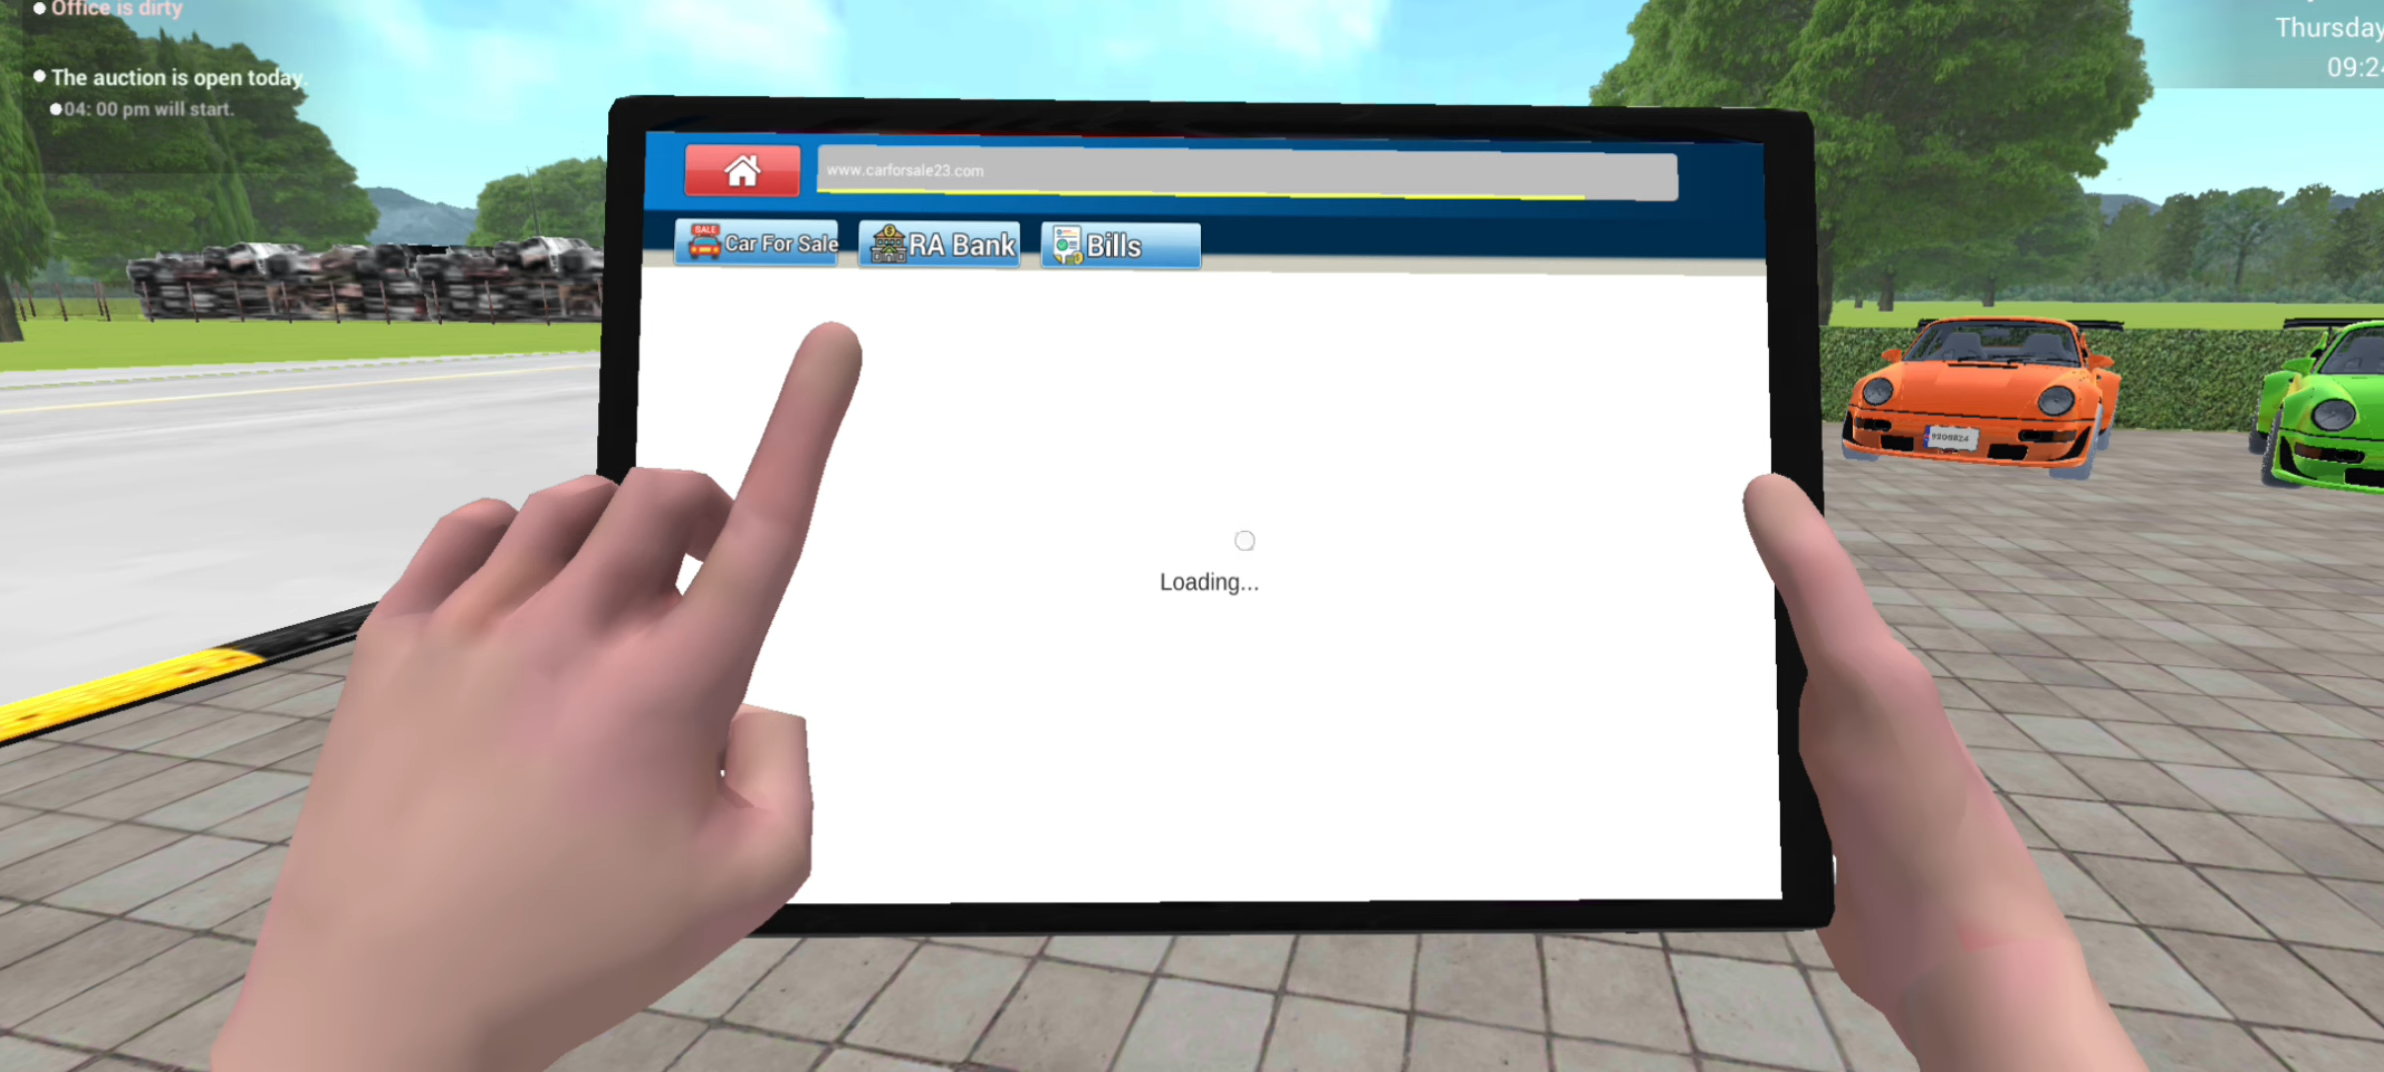 Office is dirty
The auction is open today.
04: 00 pm will start.
Thursday
09:24
www.carforsale23.com
SALE
Car For Sale
RA Bank
Bills
Loading...